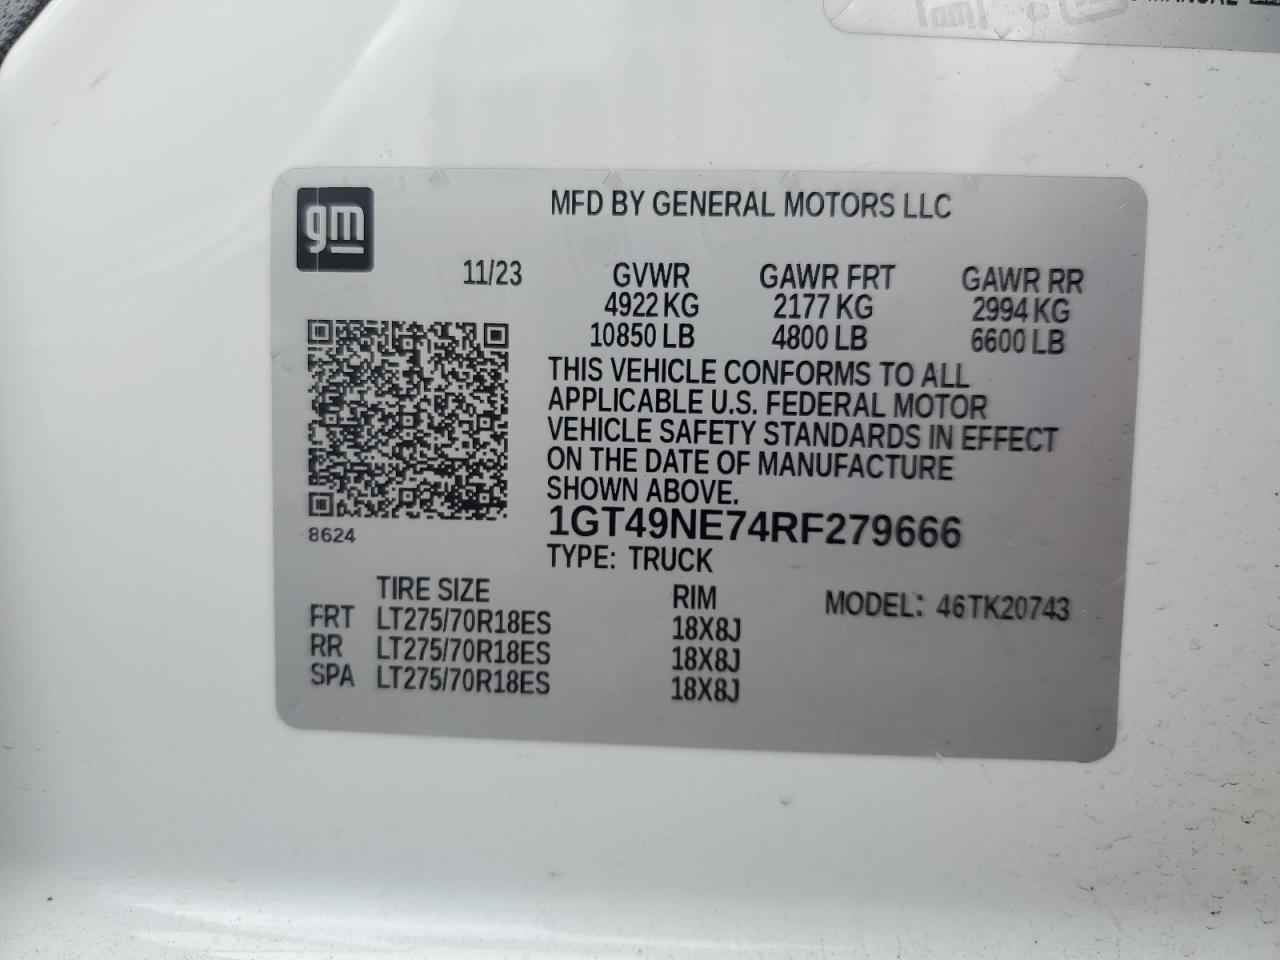 MANUAL
gm
MFD BY GENERAL MOTORS LLC
11/23 GVWR GAWR FRT GAWR RR
4922 KG 2177 KG 2994 KG
10850 LB 4800 LB 6600 LB
THIS VEHICLE CONFORMS TO ALL
APPLICABLE U.S. FEDERAL MOTOR
VEHICLE SAFETY STANDARDS IN EFFECT
ON THE DATE OF MANUFACTURE
SHOWN ABOVE.
1GT49NE74RF279666
8624
TYPE: TRUCK
TIRE SIZE RIM MODEL: 46TK20743
FRT LT275/70R18ES 18X8J
RR LT275/70R18ES 18X8J
SPA LT275/70R18ES 18X8J